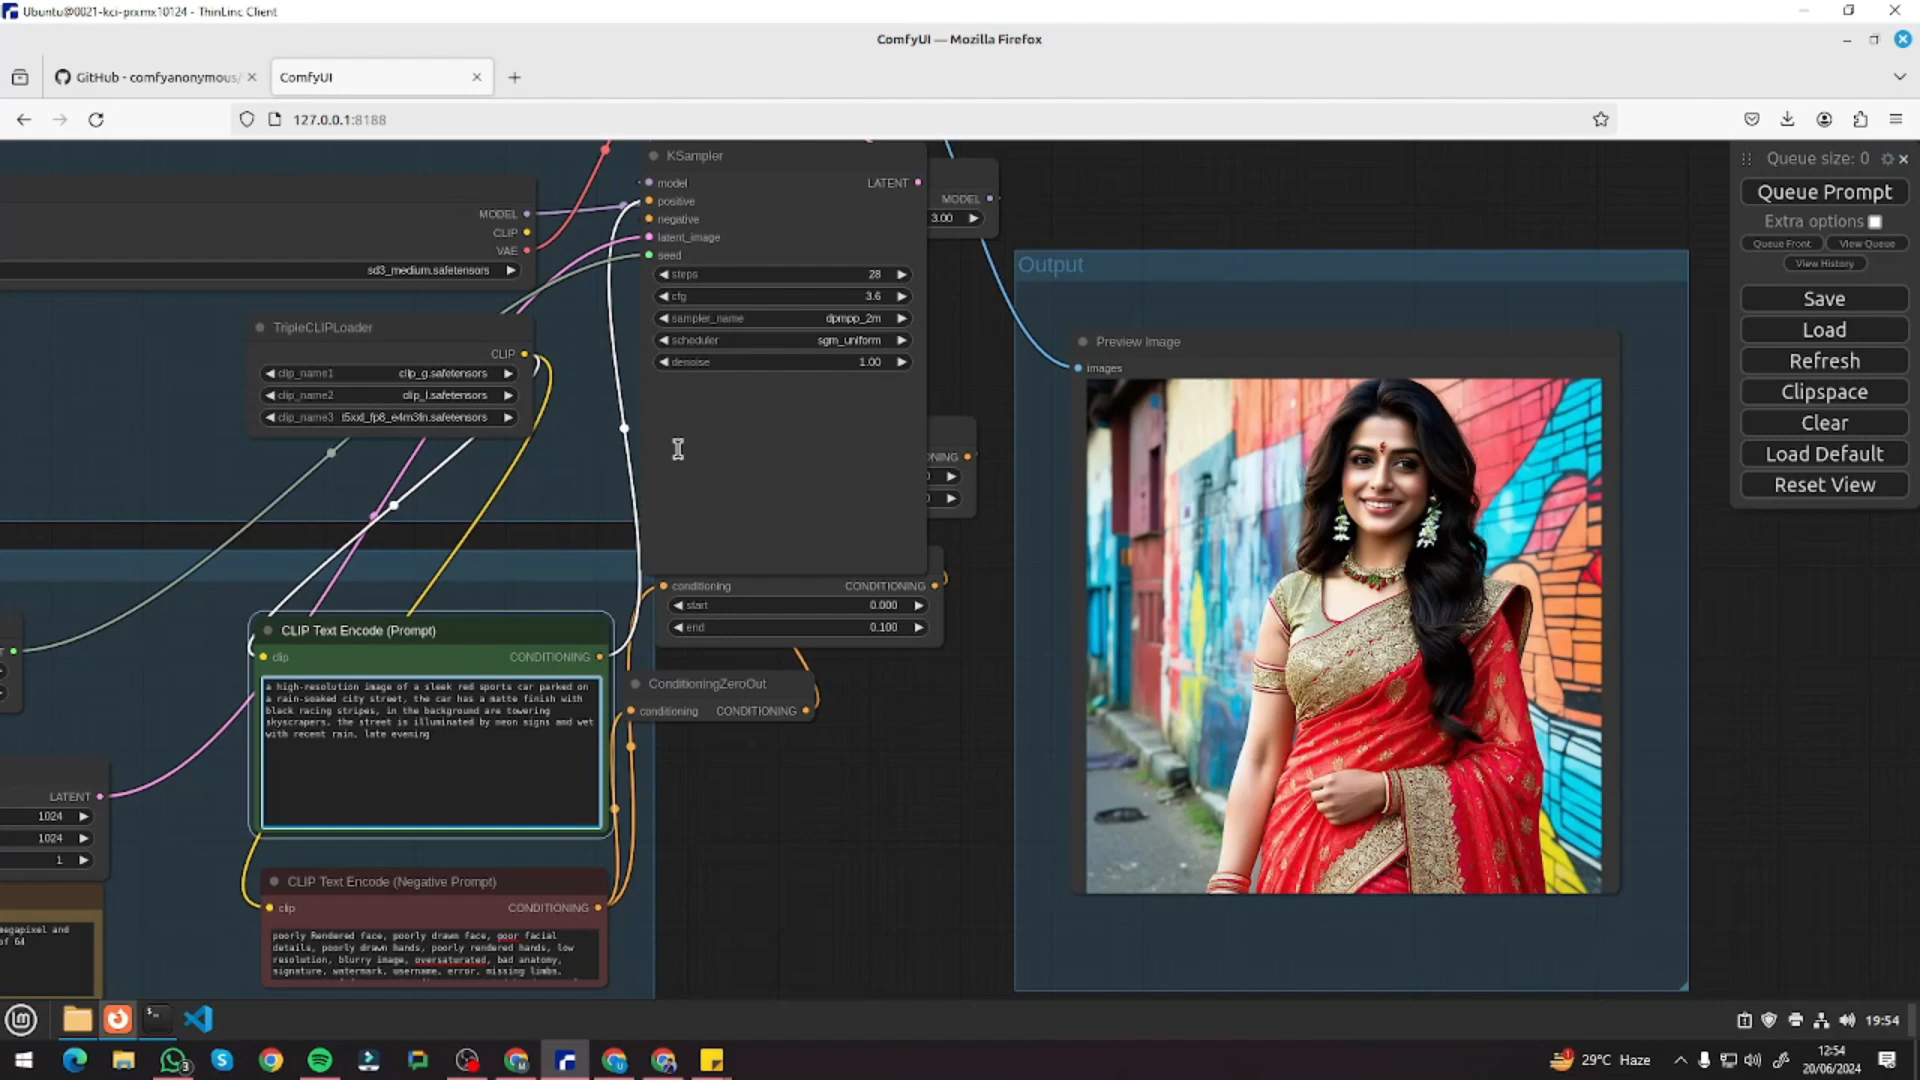 Ubuntu@0021-kci-prxmx10124 - ThinLinc Client
ComfyUI — Mozilla Firefox
GitHub - comfyanonymous/
ComfyUI
127.0.0.1:8188
KSampler
model
LATENT
positive
negative
latent_image
seed
steps 28
cfg 3.6
sampler_name dpmpp_2m
scheduler sgm_uniform
denoise 1.00
MODEL
CLIP
VAE
sd3_medium.safetensors
MODEL
3.00
TripleCLIPLoader
CLIP
clip_name1 clip_g.safetensors
clip_name2 clip_l.safetensors
clip_name3 t5xxl_fp8_e4m3fn.safetensors
conditioning CONDITIONING
start 0.000
end 0.100
ConditioningZeroOut
conditioning CONDITIONING
CLIP Text Encode (Prompt)
clip CONDITIONING
a high-resolution image of a sleek red sports car parked on
a rain-soaked city street, the car has a matte finish with
black racing stripes, in the background are towering
skyscrapers. the street is illuminated by neon signs and wet
with recent rain. late evening
LATENT
1024
1024
1
CLIP Text Encode (Negative Prompt)
clip CONDITIONING
poorly Rendered face, poorly drawn face, poor facial
details, poorly drawn hands, poorly rendered hands, low
resolution, blurry image, oversaturated, bad anatomy,
signature, watermark, username, error, missing limbs,
megapixel and
of 64
Output
Preview Image
images
Queue size: 0
Queue Prompt
Extra options
Queue Front
View Queue
View History
Save
Load
Refresh
Clipspace
Clear
Load Default
Reset View
19:54
29°C Haze
12:54
20/06/2024